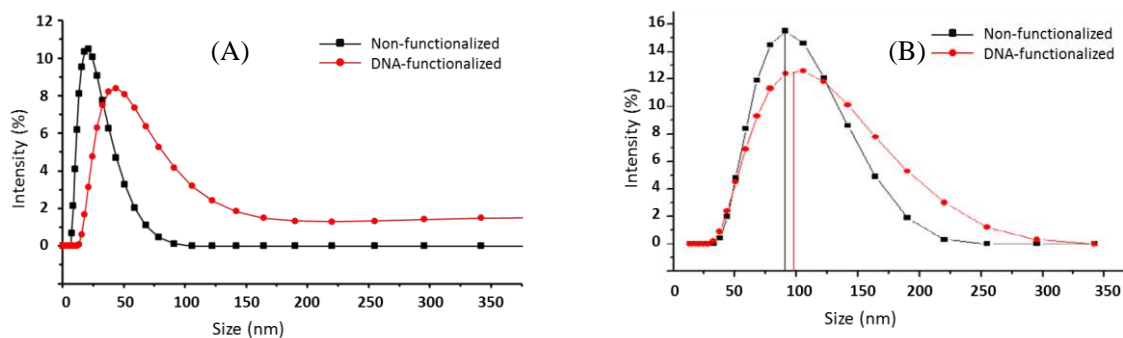 (A)
Non-functionalized
DNA-functionalized
Intensity (%)
12
10
8
6
4
2
0
0 50 100 150 200 250 300 350
Size (nm)
(B)
Non-functionalized
DNA-functionalized
Intensity (%)
16
14
12
10
8
6
4
2
0
0 50 100 150 200 250 300 350
Size (nm)